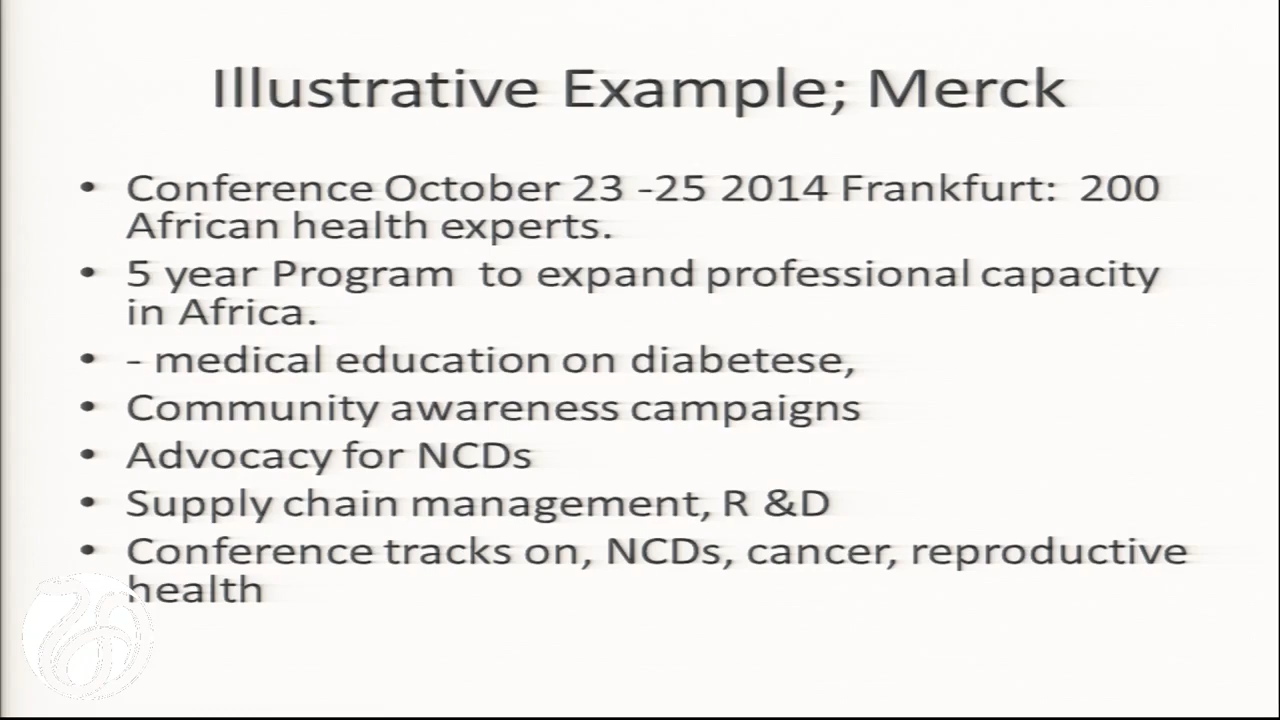 Illustrative Example; Merck
• Conference October 23 -25 2014 Frankfurt:  200
African health experts.
• 5 year Program  to expand professional capacity
in Africa.
• - medical education on diabetese,
• Community awareness campaigns
• Advocacy for NCDs
• Supply chain management, R &D
• Conference tracks on, NCDs, cancer, reproductive
health